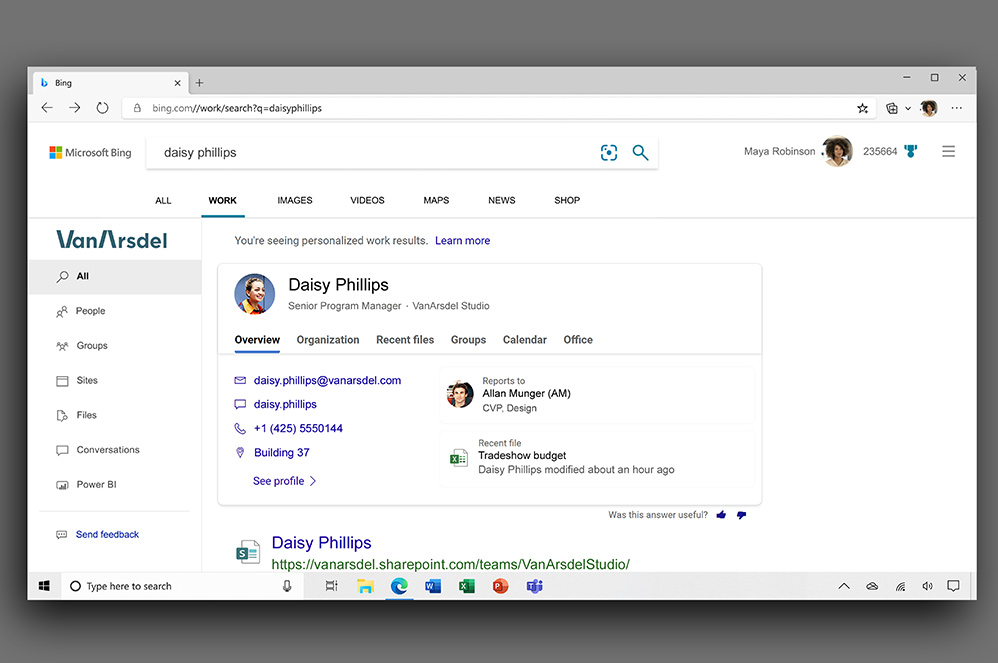 Bing
bing.com//work/search?q=daisyphillips
Microsoft Bing
daisy phillips
Maya Robinson
235664
ALL
WORK
IMAGES
VIDEOS
MAPS
NEWS
SHOP
VanArsdel
All
People
Groups
Sites
Files
Conversations
Power BI
Send feedback
You're seeing personalized work results. Learn more
Daisy Phillips
Senior Program Manager · VanArsdel Studio
Overview
Organization
Recent files
Groups
Calendar
Office
daisy.phillips@vanarsdel.com
daisy.phillips
+1 (425) 5550144
Building 37
See profile
Reports to
Allan Munger (AM)
CVP, Design
Recent file
Tradeshow budget
Daisy Phillips modified about an hour ago
Was this answer useful?
Daisy Phillips
https://vanarsdel.sharepoint.com/teams/VanArsdelStudio/
Type here to search